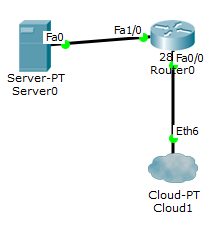 Fa0
Fa1/0
Server-PT
Server0
28
Fa0/0
Router0
Eth6
Cloud-PT
Cloud1